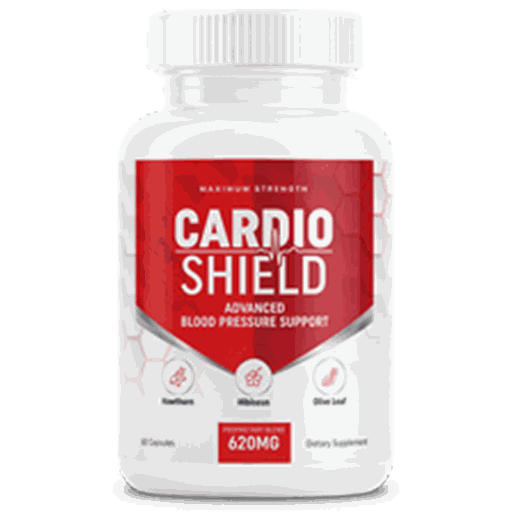 MAXIMUM STRENGTH
CARDIO
SHIELD
ADVANCED
BLOOD PRESSURE SUPPORT
Hawthorn Hibiscus Olive Leaf
PROPRIETARY BLEND
60 Capsules 620MG Dietary Supplement